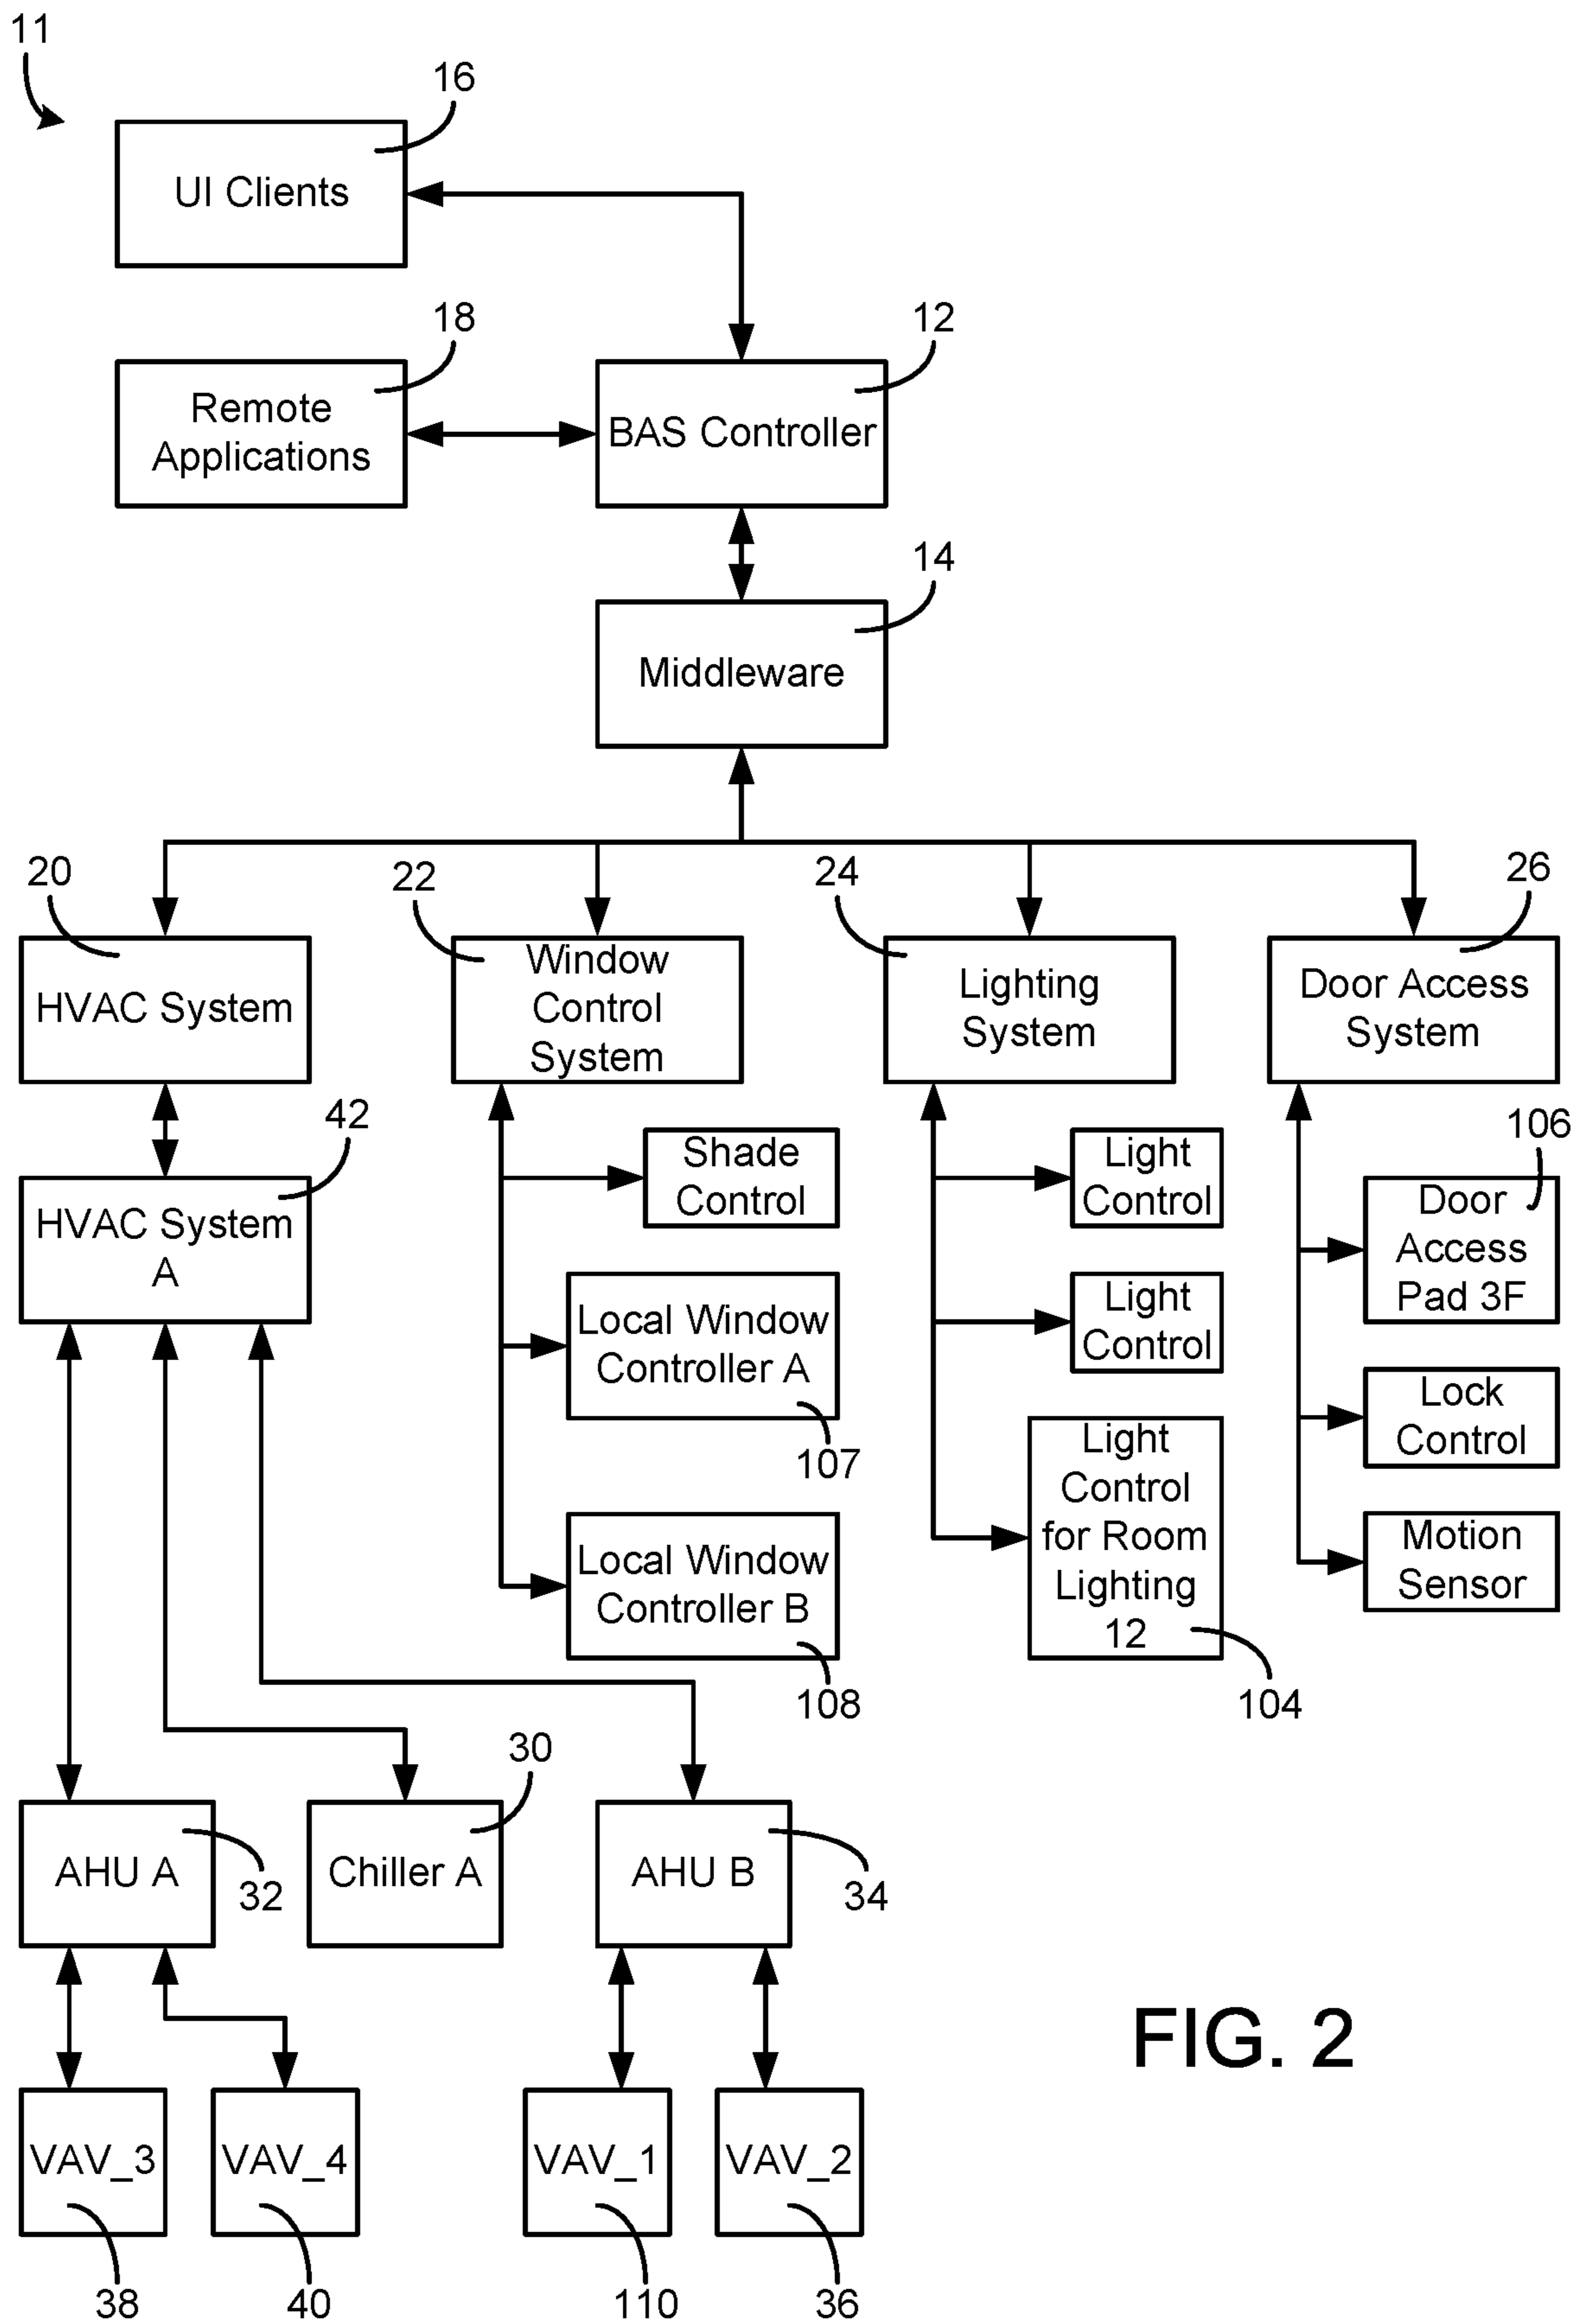 11
16
UI Clients
18
12
Remote
Applications
BAS Controller
14
Middleware
20
22
24
26
HVAC System
Window
Control
System
Lighting
System
Door Access
System
42
HVAC System
A
Shade
Control
Local Window
Controller A
107
Local Window
Controller B
108
Light
Control
Light
Control
Light
Control
for Room
Lighting
12
104
106
Door
Access
Pad 3F
Lock
Control
Motion
Sensor
30
AHU A
32
Chiller A
AHU B
34
VAV_3
VAV_4
VAV_1
VAV_2
38
40
110
36
FIG. 2